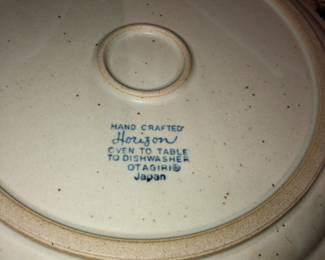 HAND CRAFTED
Horizon
OVEN TO TABLE
TO DISHWASHER
OTAGIRI®
Japan